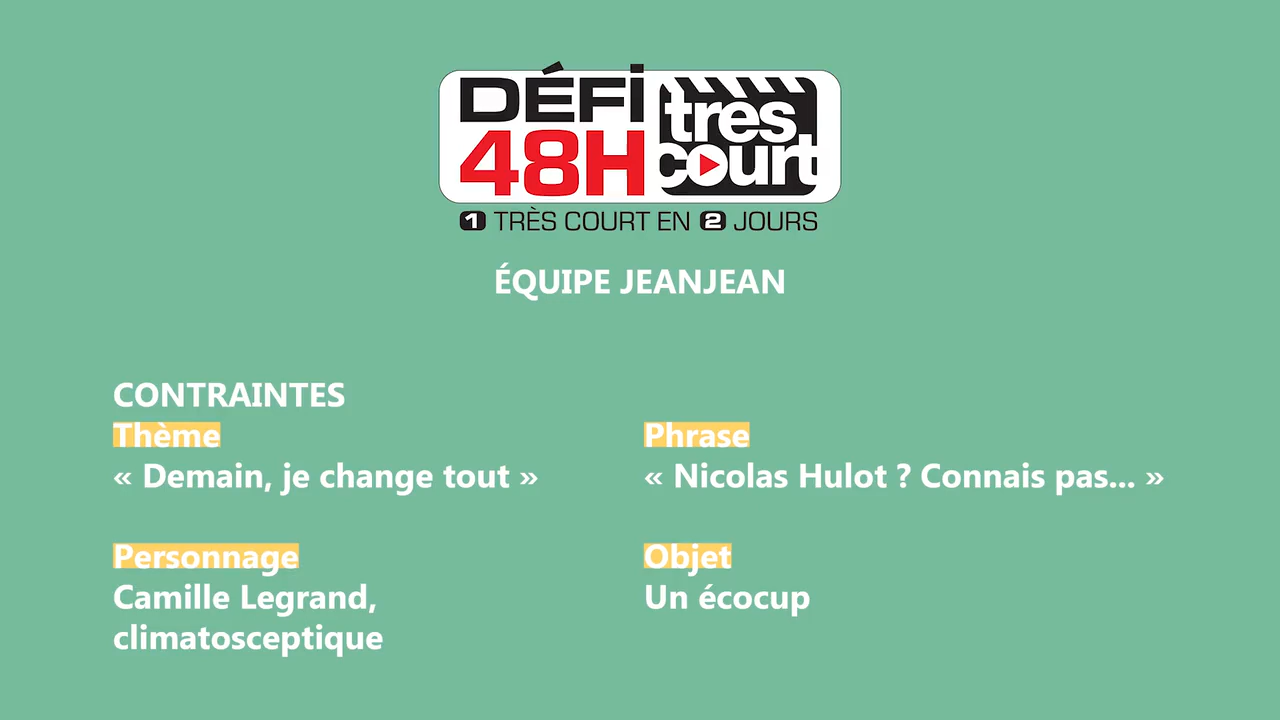 DÉFI
48H
très
court
1 TRÈS COURT EN 2 JOURS
ÉQUIPE JEANJEAN
CONTRAINTES
Thème
« Demain, je change tout »
Phrase
« Nicolas Hulot ? Connais pas... »
Personnage
Camille Legrand,
climatosceptique
Objet
Un écocup